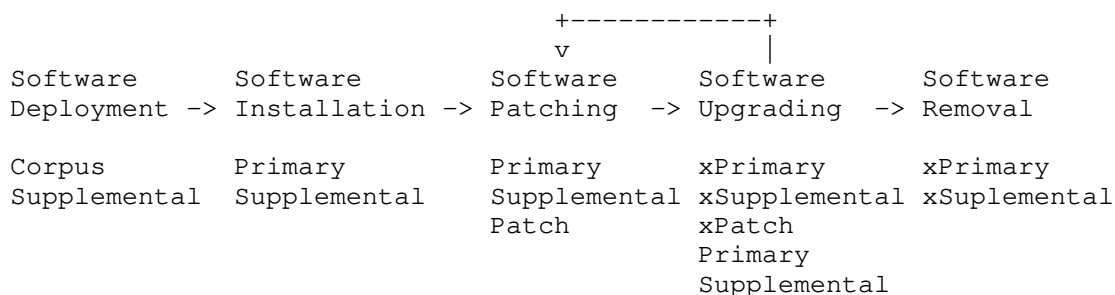 +------------+
v            |
Software Software Software Software Software
Deployment -> Installation -> Patching -> Upgrading -> Removal
Corpus Primary Primary xPrimary xPrimary
Supplemental Supplemental Supplemental xSupplemental xSuplemental
Patch xPatch
Primary
Supplemental